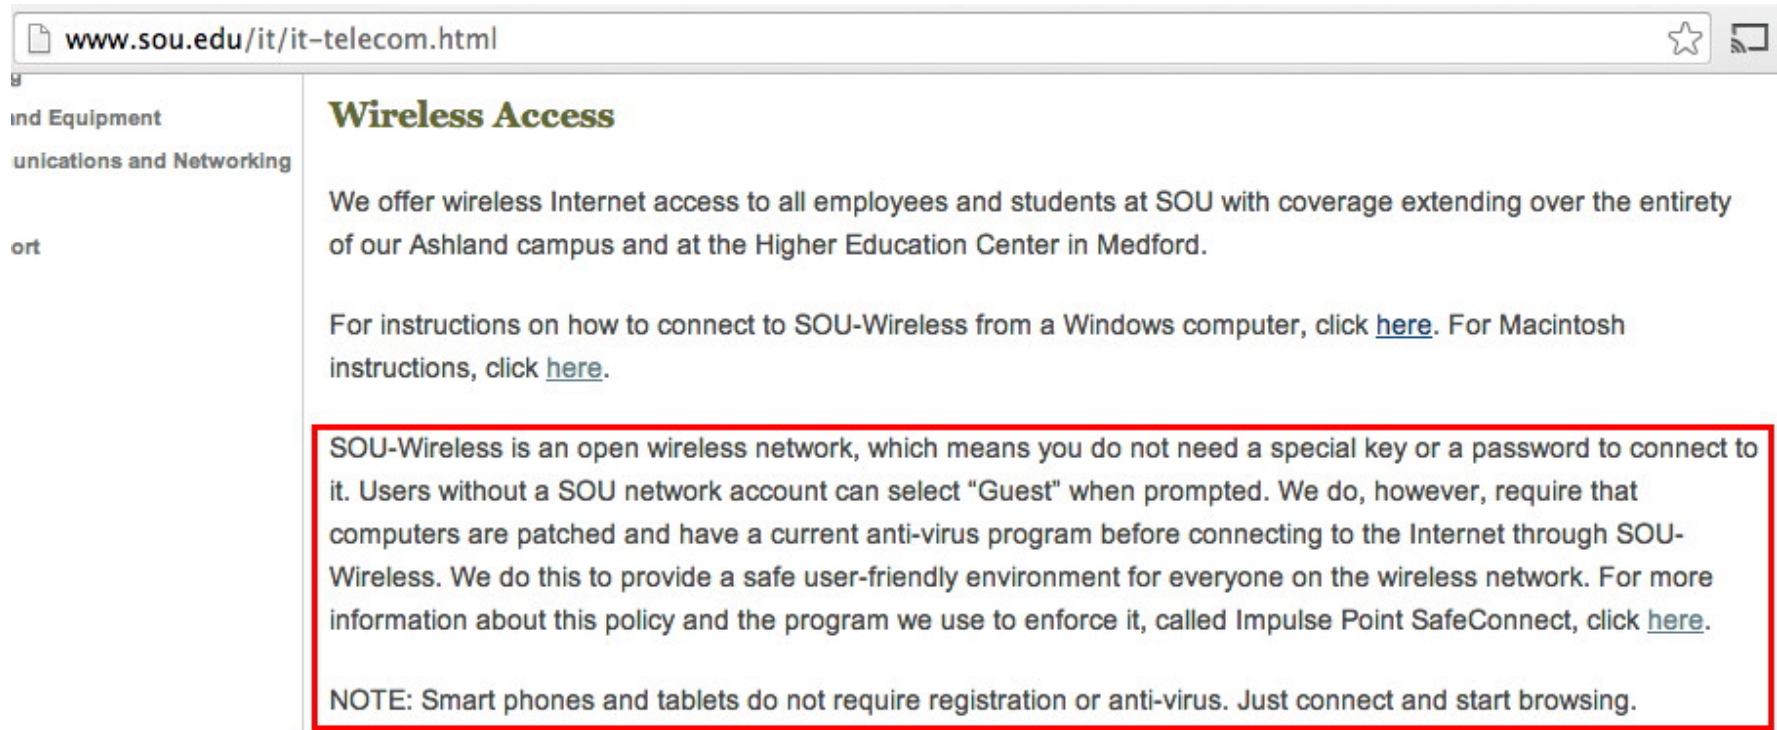 www.sou.edu/it/it-telecom.html
and Equipment
unications and Networking
ort
Wireless Access
We offer wireless Internet access to all employees and students at SOU with coverage extending over the entirety
of our Ashland campus and at the Higher Education Center in Medford.
For instructions on how to connect to SOU-Wireless from a Windows computer, click here. For Macintosh
instructions, click here.
SOU-Wireless is an open wireless network, which means you do not need a special key or a password to connect to
it. Users without a SOU network account can select “Guest” when prompted. We do, however, require that
computers are patched and have a current anti-virus program before connecting to the Internet through SOU-
Wireless. We do this to provide a safe user-friendly environment for everyone on the wireless network. For more
information about this policy and the program we use to enforce it, called Impulse Point SafeConnect, click here.
NOTE: Smart phones and tablets do not require registration or anti-virus. Just connect and start browsing.